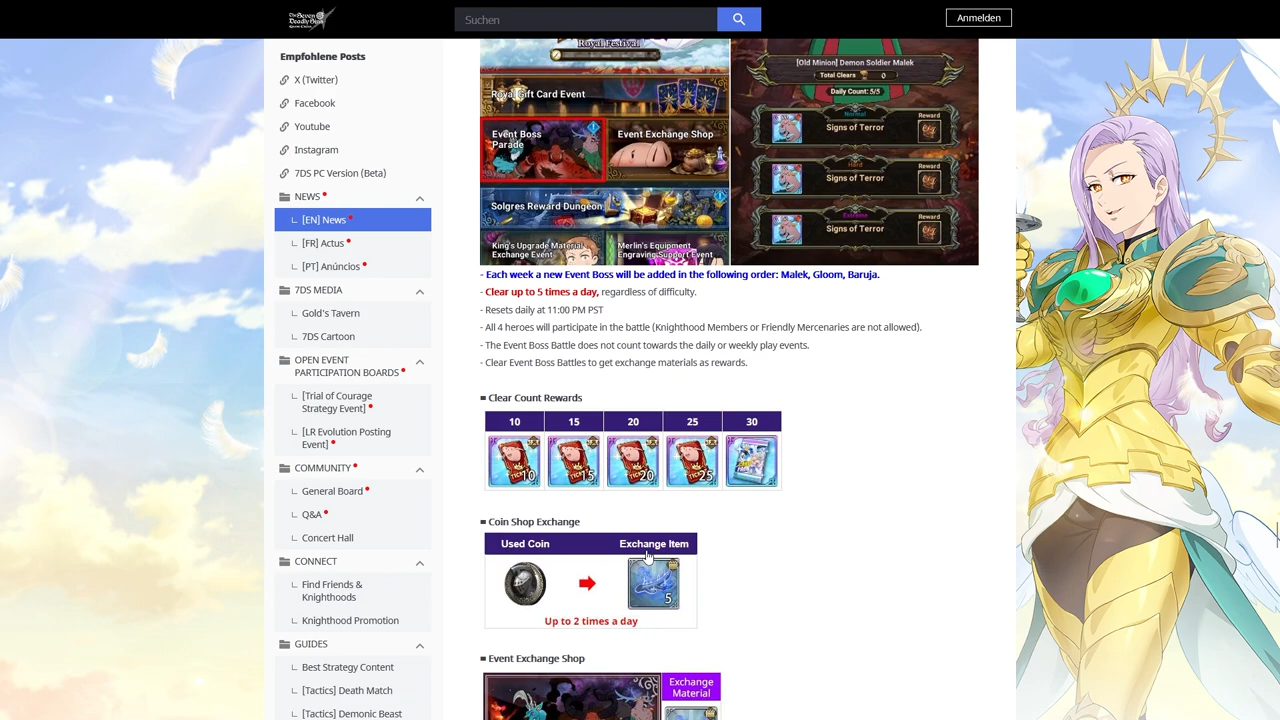 The Seven
Deadly Sins
Suchen
Anmelden
Empfohlene Posts
X (Twitter)
Facebook
Youtube
Instagram
7DS PC Version (Beta)
NEWS
[EN] News
[FR] Actus
[PT] Anúncios
7DS MEDIA
Gold's Tavern
7DS Cartoon
OPEN EVENT
PARTICIPATION BOARDS
[Trial of Courage
Strategy Event]
[LR Evolution Posting
Event]
COMMUNITY
General Board
Q&A
Concert Hall
CONNECT
Find Friends &
Knighthoods
Knighthood Promotion
GUIDES
Best Strategy Content
[Tactics] Death Match
[Tactics] Demonic Beast
Royal Festival
Royal Gift Card Event
Event Boss
Parade
Event Exchange Shop
Solgres Reward Dungeon
King's Upgrade Material
Exchange Event
Merlin's Equipment
Engraving Support Event
[Old Minion] Demon Soldier Malek
Total Clears 0
Daily Count: 5/5
Normal
Signs of Terror
Reward
Hard
Signs of Terror
Reward
Extreme
Signs of Terror
Reward
- Each week a new Event Boss will be added in the following order: Malek, Gloom, Baruja.
- Clear up to 5 times a day, regardless of difficulty.
- Resets daily at 11:00 PM PST
- All 4 heroes will participate in the battle (Knighthood Members or Friendly Mercenaries are not allowed).
- The Event Boss Battle does not count towards the daily or weekly play events.
- Clear Event Boss Battles to get exchange materials as rewards.
■ Clear Count Rewards
10 15 20 25 30
10 15 20 25
■ Coin Shop Exchange
Used Coin Exchange Item
5
Up to 2 times a day
■ Event Exchange Shop
Exchange
Material